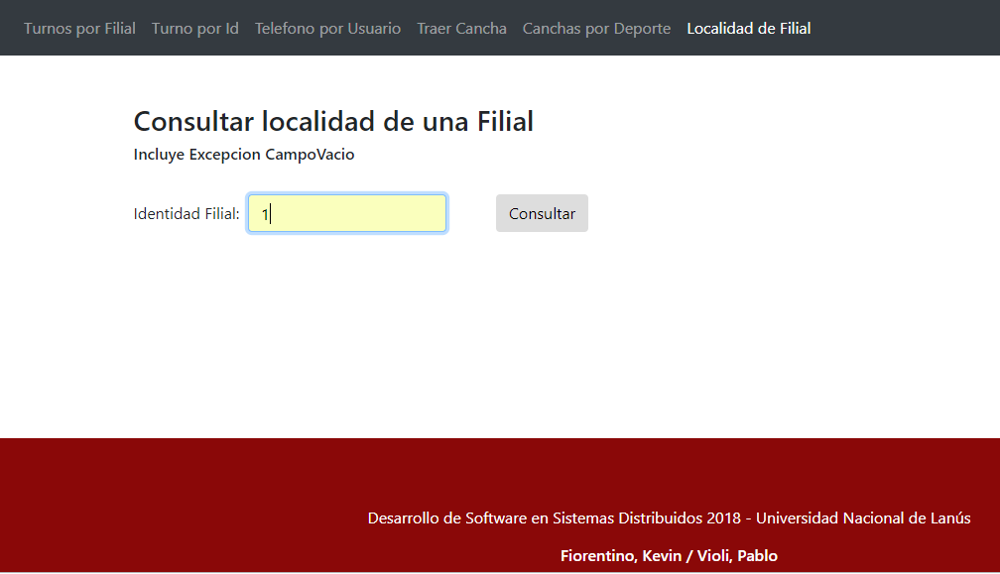 Turnos por Filial Turno por Id Telefono por Usuario Traer Cancha Canchas por Deporte Localidad de Filial
Consultar localidad de una Filial
Incluye Excepcion CampoVacio
Identidad Filial: 1 Consultar
Desarrollo de Software en Sistemas Distribuidos 2018 - Universidad Nacional de Lanús
Fiorentino, Kevin / Violi, Pablo